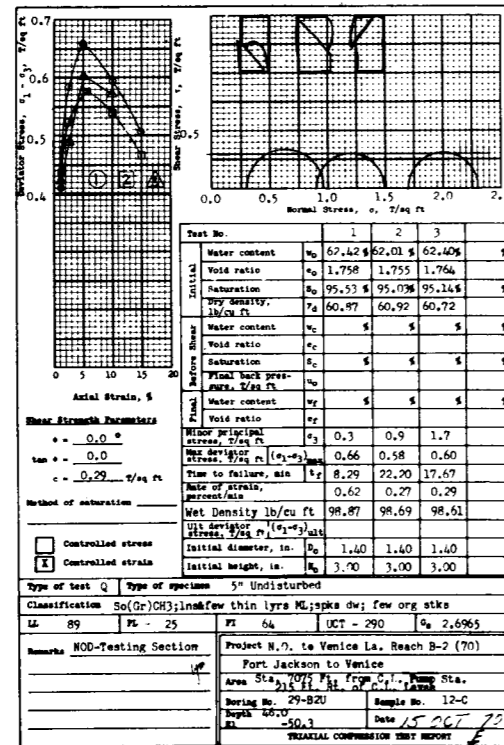 0.7
0.6
0.5
0.4
Deviator Stress, σ1 - σ3, T/sq ft
① 2 3
0 5 10 15 20
Axial Strain, %
Shear Stress, τ, T/sq ft
0.5
0 0.5 1.0 1.5 2.0 2.
Normal Stress, σ, T/sq ft
Test No. 1 2 3
Initial
Water content w0 62.42 % 62.01 % 62.40% %
Void ratio e0 1.758 1.755 1.764
Saturation S0 95.53 % 95.03% 95.14% %
Dry density, lb/cu ft γd 60.87 60.92 60.72
Before Shear
Water content wc % % % %
Void ratio ec
Saturation Sc % % % %
Final back pressure, T/sq ft u0
Final
Water content wf % % % %
Void ratio ef
Minor principal stress, T/sq ft σ3 0.3 0.9 1.7
Max deviator stress, T/sq ft (σ1-σ3)max 0.66 0.58 0.60
Time to failure, min tf 8.29 22.20 17.67
Rate of strain, percent/min 0.62 0.27 0.29
Wet Density lb/cu ft 98.87 98.69 98.61
Ult deviator stress, T/sq ft (σ1-σ3)ult
Initial diameter, in. D0 1.40 1.40 1.40
Initial height, in. H0 3.00 3.00 3.00
Shear Strength Parameters
φ = 0.0 °
tan φ = 0.0
c = 0.29 T/sq ft
Method of saturation
Controlled stress
X Controlled strain
Type of test Q Type of specimen 5" Undisturbed
Classification So(Gr)CH3;lns&few thin lyrs ML;spks dw; few org stks
LL 89 PL - 25 PI 64 UCT - 290 Gs 2.6965
Remarks NOD-Testing Section
Project N.O. to Venice La. Reach B-2 (70)
Fort Jackson to Venice
Area Sta. 7075 Ft. from C.L. Pump Sta.
215 Ft. Rt. of C.L. Levee
Boring No. 29-B2U Sample No. 12-C
Depth 46.0
El -50.3
Date 15 OCT 70
TRIAXIAL COMPRESSION TEST REPORT